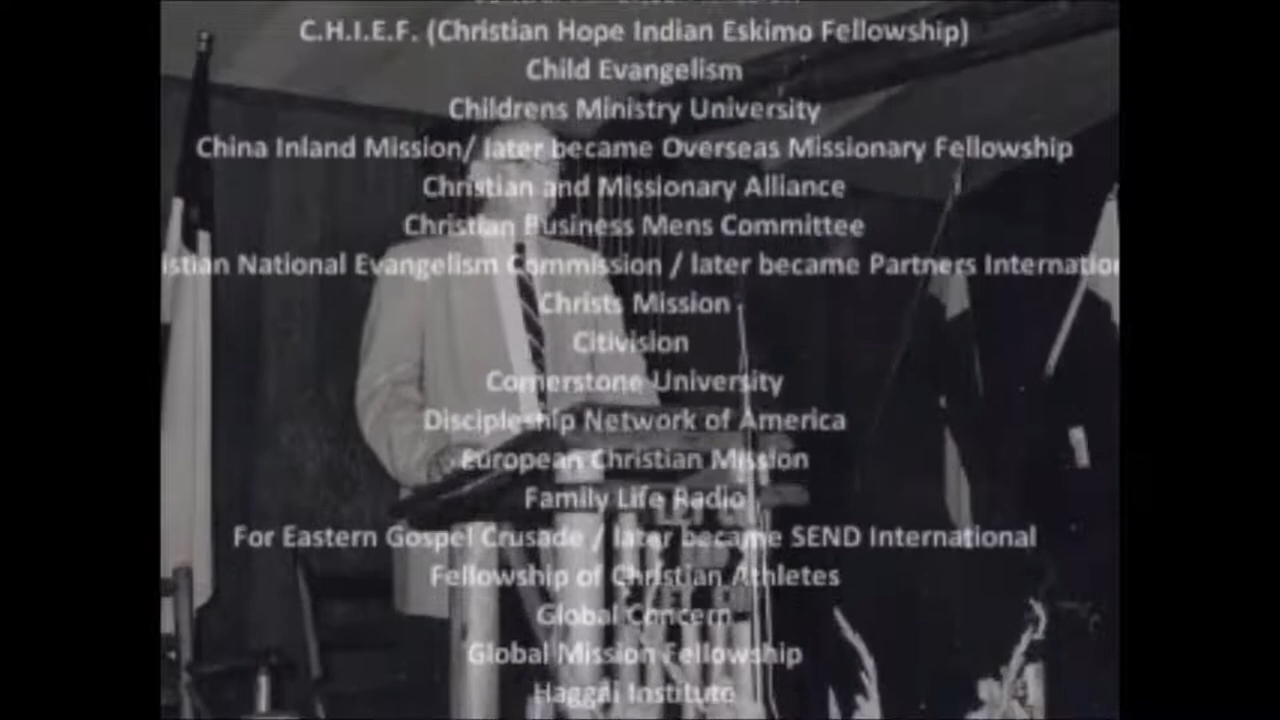 C.H.I.E.F. (Christian Hope Indian Eskimo Fellowship)
Child Evangelism
Childrens Ministry University
China Inland Mission/ later became Overseas Missionary Fellowship
Christian and Missionary Alliance
Christian Business Mens Committee
istian National Evangelism Commission / later became Partners Internation
Christs Mission
Citivision
Cornerstone University
Discipleship Network of America
European Christian Mission
Family Life Radio
For Eastern Gospel Crusade / later became SEND International
Fellowship of Christian Athletes
Global Concern
Global Mission Fellowship
Haggai Institute